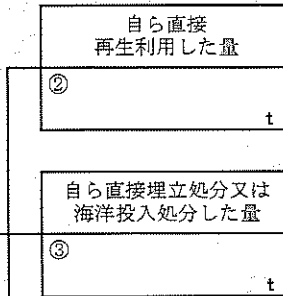 自ら直接
再生利用した量
②
t
自ら直接埋立処分又は
海洋投入処分した量
③
t